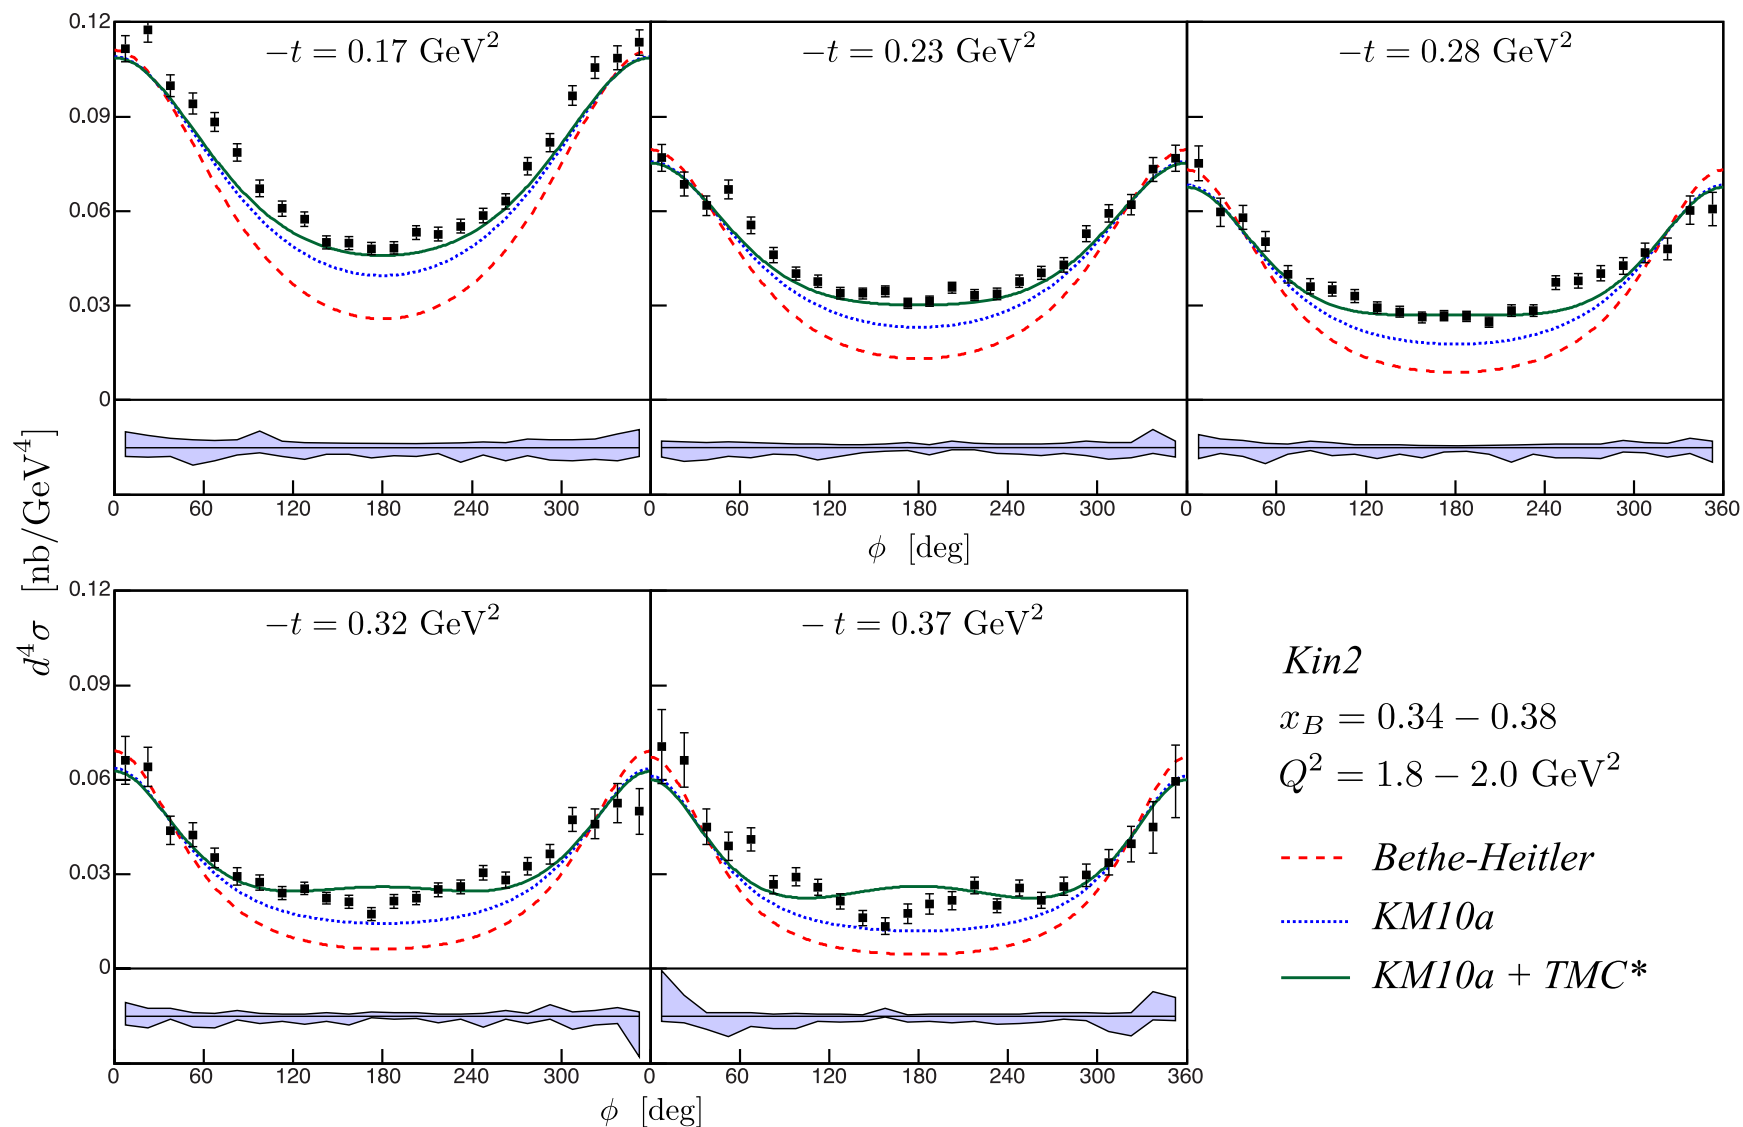 0.12
0.09
0.06
0.03
0
−t = 0.17 GeV²
−t = 0.23 GeV²
−t = 0.28 GeV²
0 60 120 180 240 300 0 60 120 180 240 300 0 60 120 180 240 300 360
ϕ [deg]
d⁴σ [nb/GeV⁴]
0.12
0.09
0.06
0.03
0
−t = 0.32 GeV²
− t = 0.37 GeV²
0 60 120 180 240 300 0 60 120 180 240 300 360
ϕ [deg]
Kin2
x_B = 0.34 − 0.38
Q² = 1.8 − 2.0 GeV²
Bethe-Heitler
KM10a
KM10a + TMC*